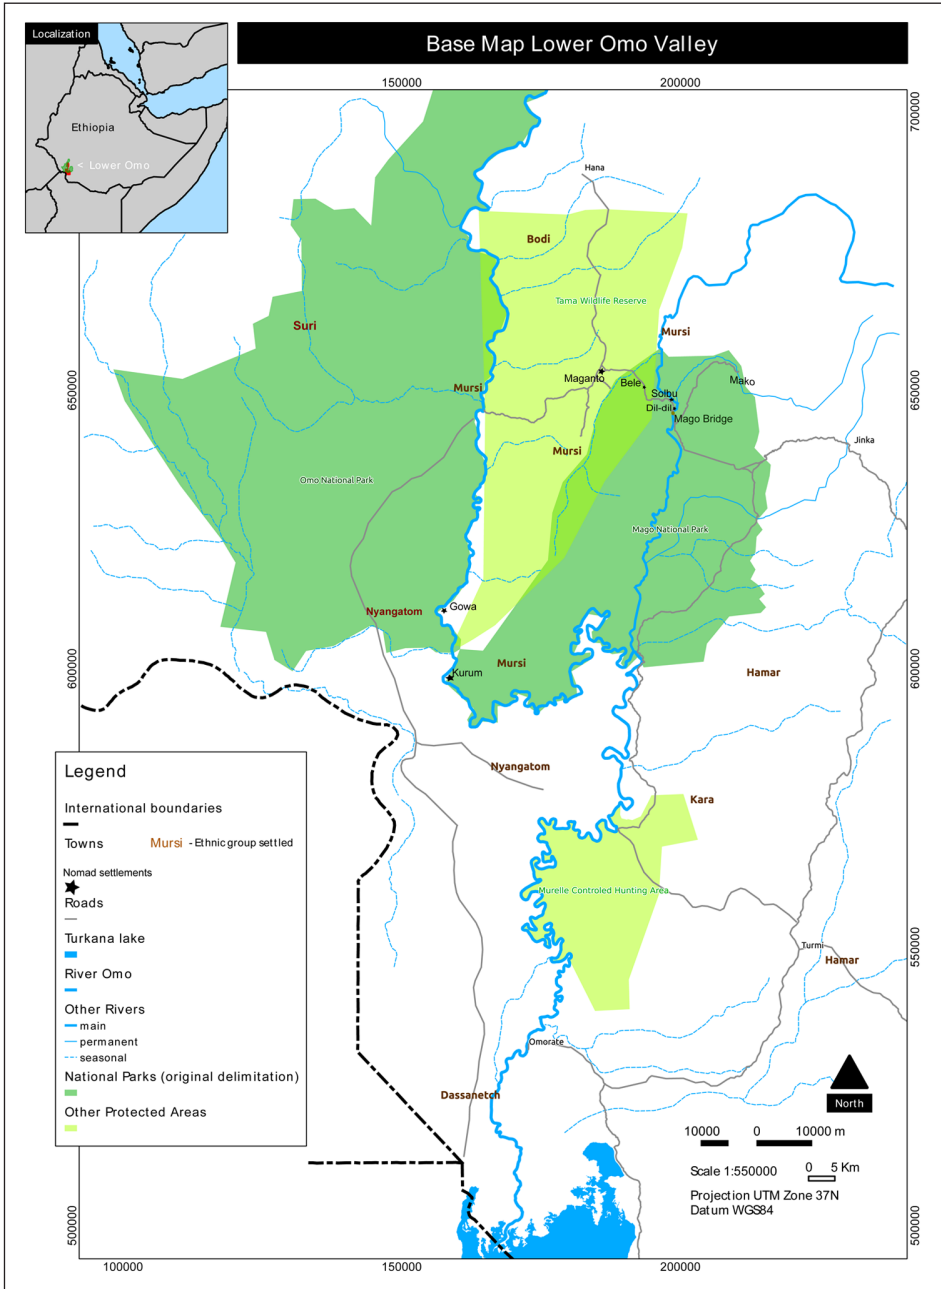 Localization
Base Map Lower Omo Valley
Ethiopia
< Lower Omo
150000
200000
700000
Hana
Bodi
Tama Wildlife Reserve
Suri
Mursi
Maganto
Bele
Mako
Mursi
Solbu
Dil-dil
Mago Bridge
650000
650000
Jinka
Mursi
Omo National Park
Mago National Park
Nyangatom
Gowa
Mursi
Kurum
Hamar
600000
600000
Nyangatom
Kara
Murelle Controled Hunting Area
Turmi
Hamar
550000
Omorate
Dassanetch
Legend
International boundaries
Towns
Mursi - Ethnic group settled
Nomad settlements
Roads
Turkana lake
River Omo
Other Rivers
main
permanent
seasonal
National Parks (original delimitation)
Other Protected Areas
North
10000 0 10000 m
Scale 1:550000
0 5 Km
Projection UTM Zone 37N
Datum WGS84
500000
500000
100000
150000
200000